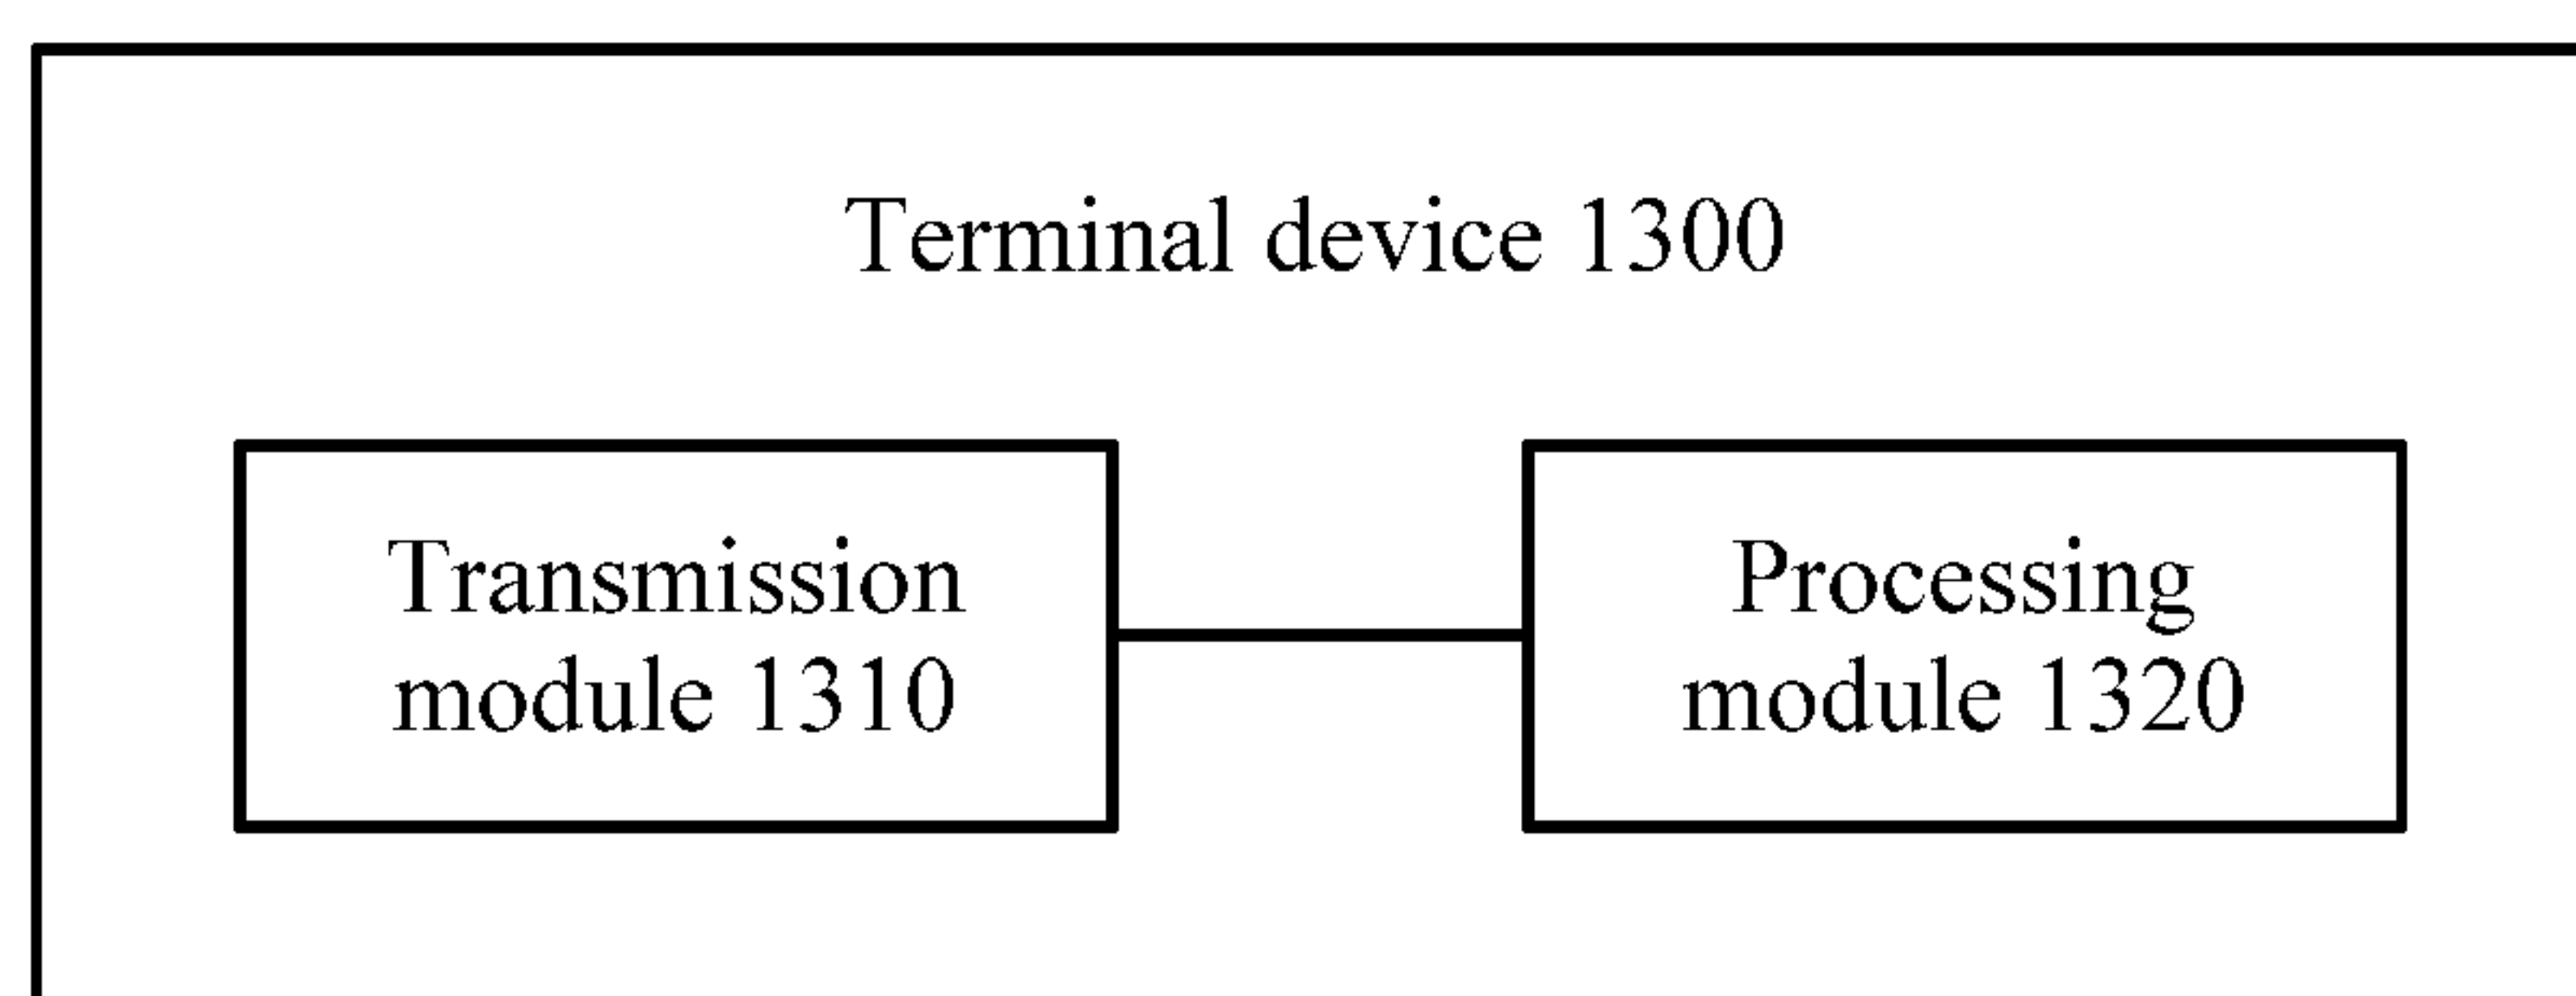 Terminal device 1300
Transmission
module 1310
Processing
module 1320